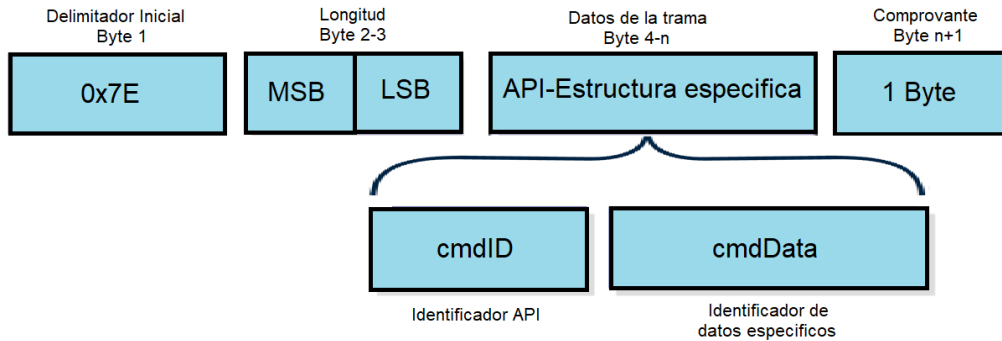 Delimitador Inicial
Byte 1
Longitud
Byte 2-3
Datos de la trama
Byte 4-n
Comprovante
Byte n+1
0x7E
MSB
LSB
API-Estructura especifica
1 Byte
cmdID
cmdData
Identificador API
Identificador de
datos especificos